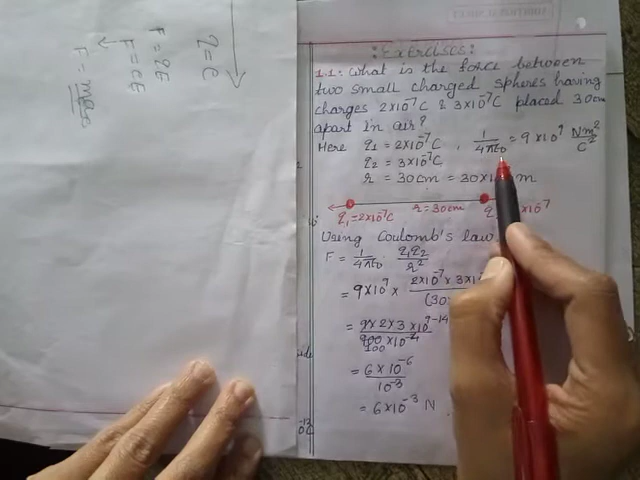 :Exercises:
1.1: What is the force between
two small charged spheres having
charges 2×10⁻⁷C & 3×10⁻⁷C placed 30cm
apart in air?
Here q₁ = 2×10⁻⁷C , 1/4πε₀ = 9×10⁹ Nm²/C²
q₂ = 3×10⁻⁷C
r = 30cm = 30×10 m
r = 30cm
q₁ = 2×10⁻⁷C
Using Coulomb's law
F = 1/4πε₀ q₁q₂/r²
= 9×10⁹ × 2×10⁻⁷ × 3×1 / (30
= 9×2×3×10⁹⁻¹⁴ / 900 100 ×10⁻⁴
= 6×10⁻⁶ / 10⁻³
= 6×10⁻³ N
q = e
F = qE
F = eE